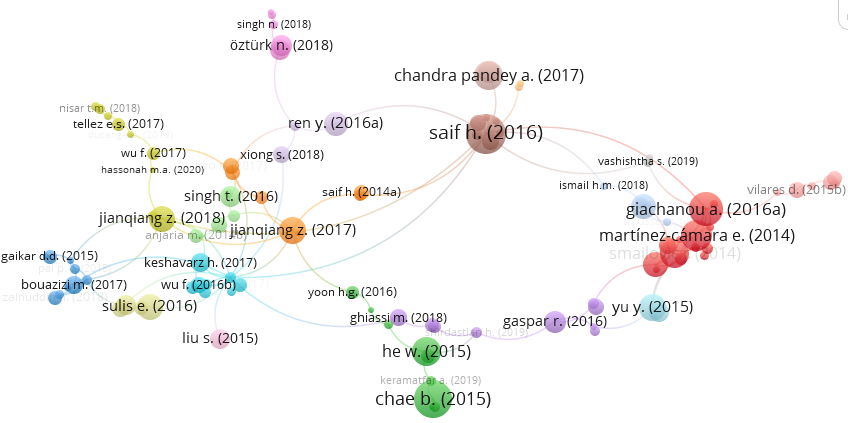 singh n. (2018)
öztürk n. (2018)
chandra pandey a. (2017)
nisar tim. (2018)
tellez e.s. (2017)
ren y. (2016a)
saif h. (2016)
wu f. (2017)
xiong s. (2018)
vashishtha s. (2019)
hassonah m.a. (2020)
ismail h.m. (2018)
singh t. (2016)
saif h. (2014a)
vilares d. (2015b)
giachanou a. (2016a)
jianqiang z. (2018)
jianqiang z. (2017)
anjaria m. (2014b)
martínez-cámara e. (2014)
gaikar d.d. (2015)
keshavarz h. (2017)
bouazizi m. (2017)
wu f. (2016b)
yoon h.g. (2016)
sulis e. (2016)
yu y. (2015)
ghiassi m. (2018)
gaspar r. (2016)
liu s. (2015)
he w. (2015)
keramatfar a. (2019)
chae b. (2015)